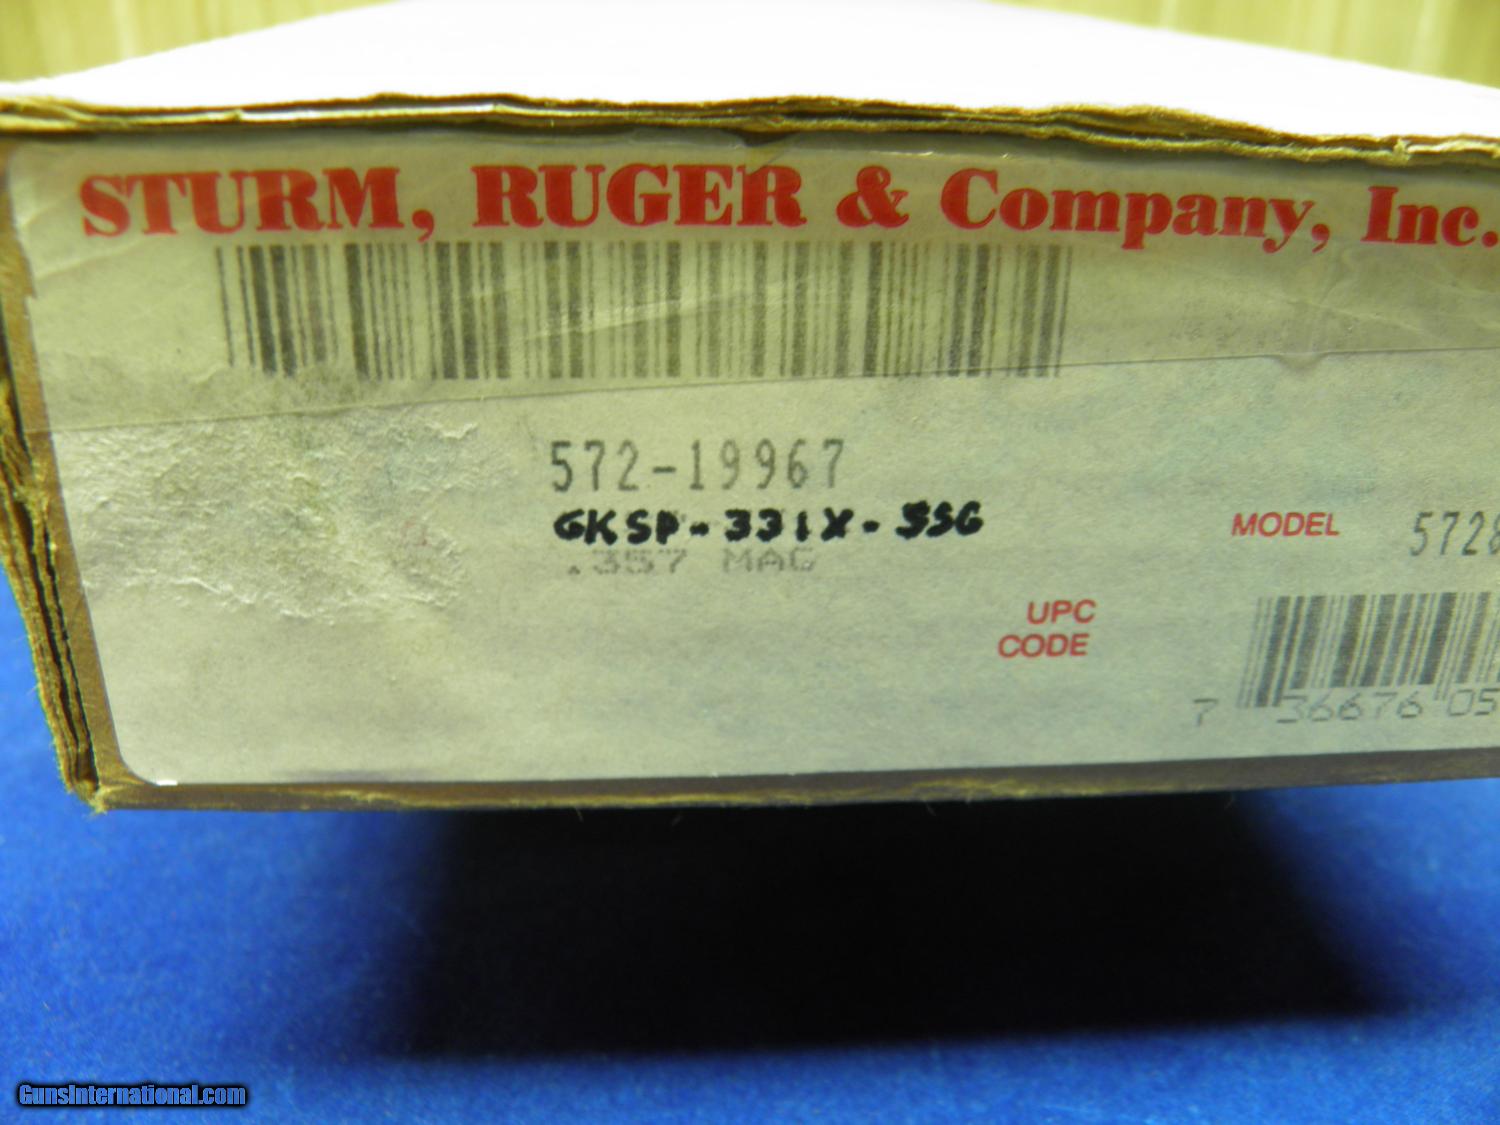 STURM, RUGER & Company, Inc.
572-19967
GKSP-331X-SSG
.357 MAG
MODEL 5728
UPC
CODE
7 36676 05
GunsInternational.com